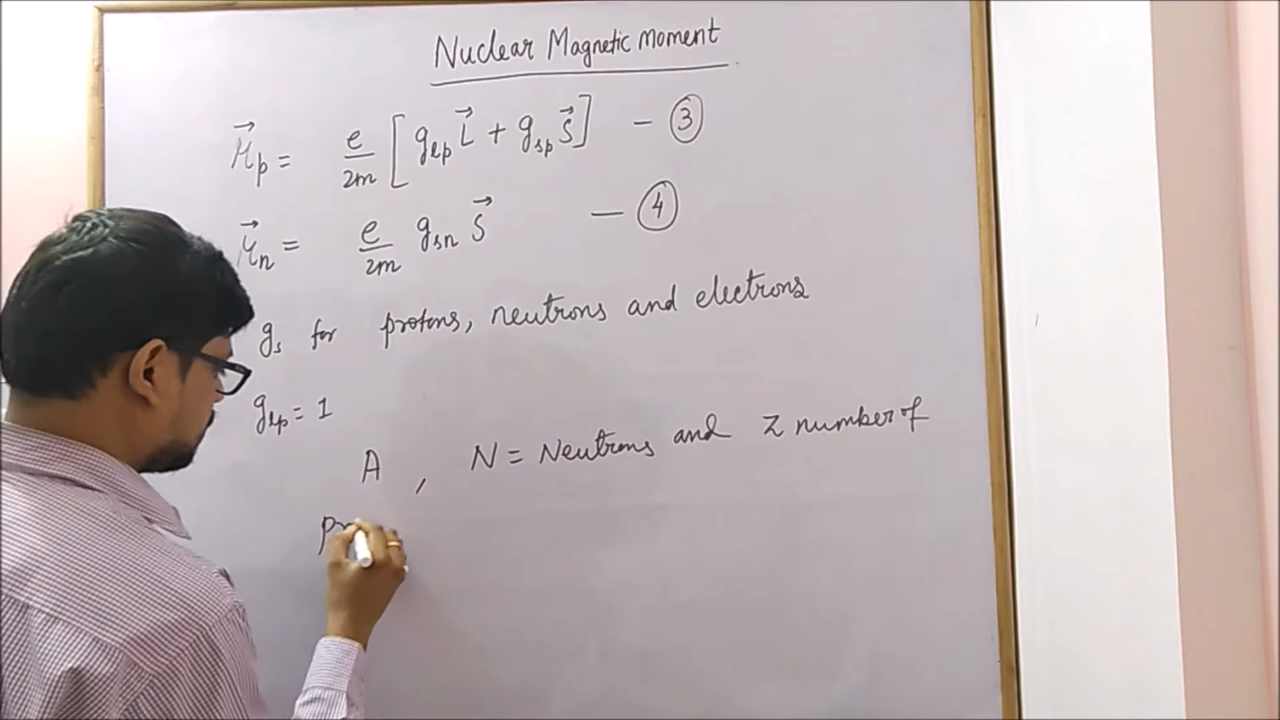 Nuclear Magnetic Moment
μ⃗p = e/2m [gℓp L⃗ + gsp S⃗] — ③
μ⃗n = e/2m gsn S⃗ — ④
gs for protons, neutrons and electrons
gℓp = 1
A , N = Neutrons and Z number of
Pr